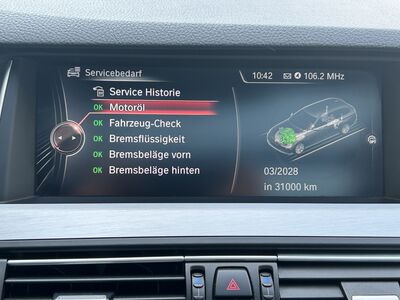 Servicebedarf
10:42
4 106.2 MHz
Service Historie
OK Motoröl
OK Fahrzeug-Check
OK Bremsflüssigkeit
OK Bremsbeläge vorn
OK Bremsbeläge hinten
03/2028
in 31000 km